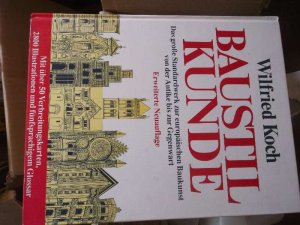 Wilfried Koch
BAUSTIL
KUNDE
Das große Standardwerk zur europäischen Baukunst
von der Antike bis zur Gegenwart
Erweiterte Neuauflage
Mit über 50 Verbreitungskarten,
2800 Illustrationen und fünfsprachigem Glossar